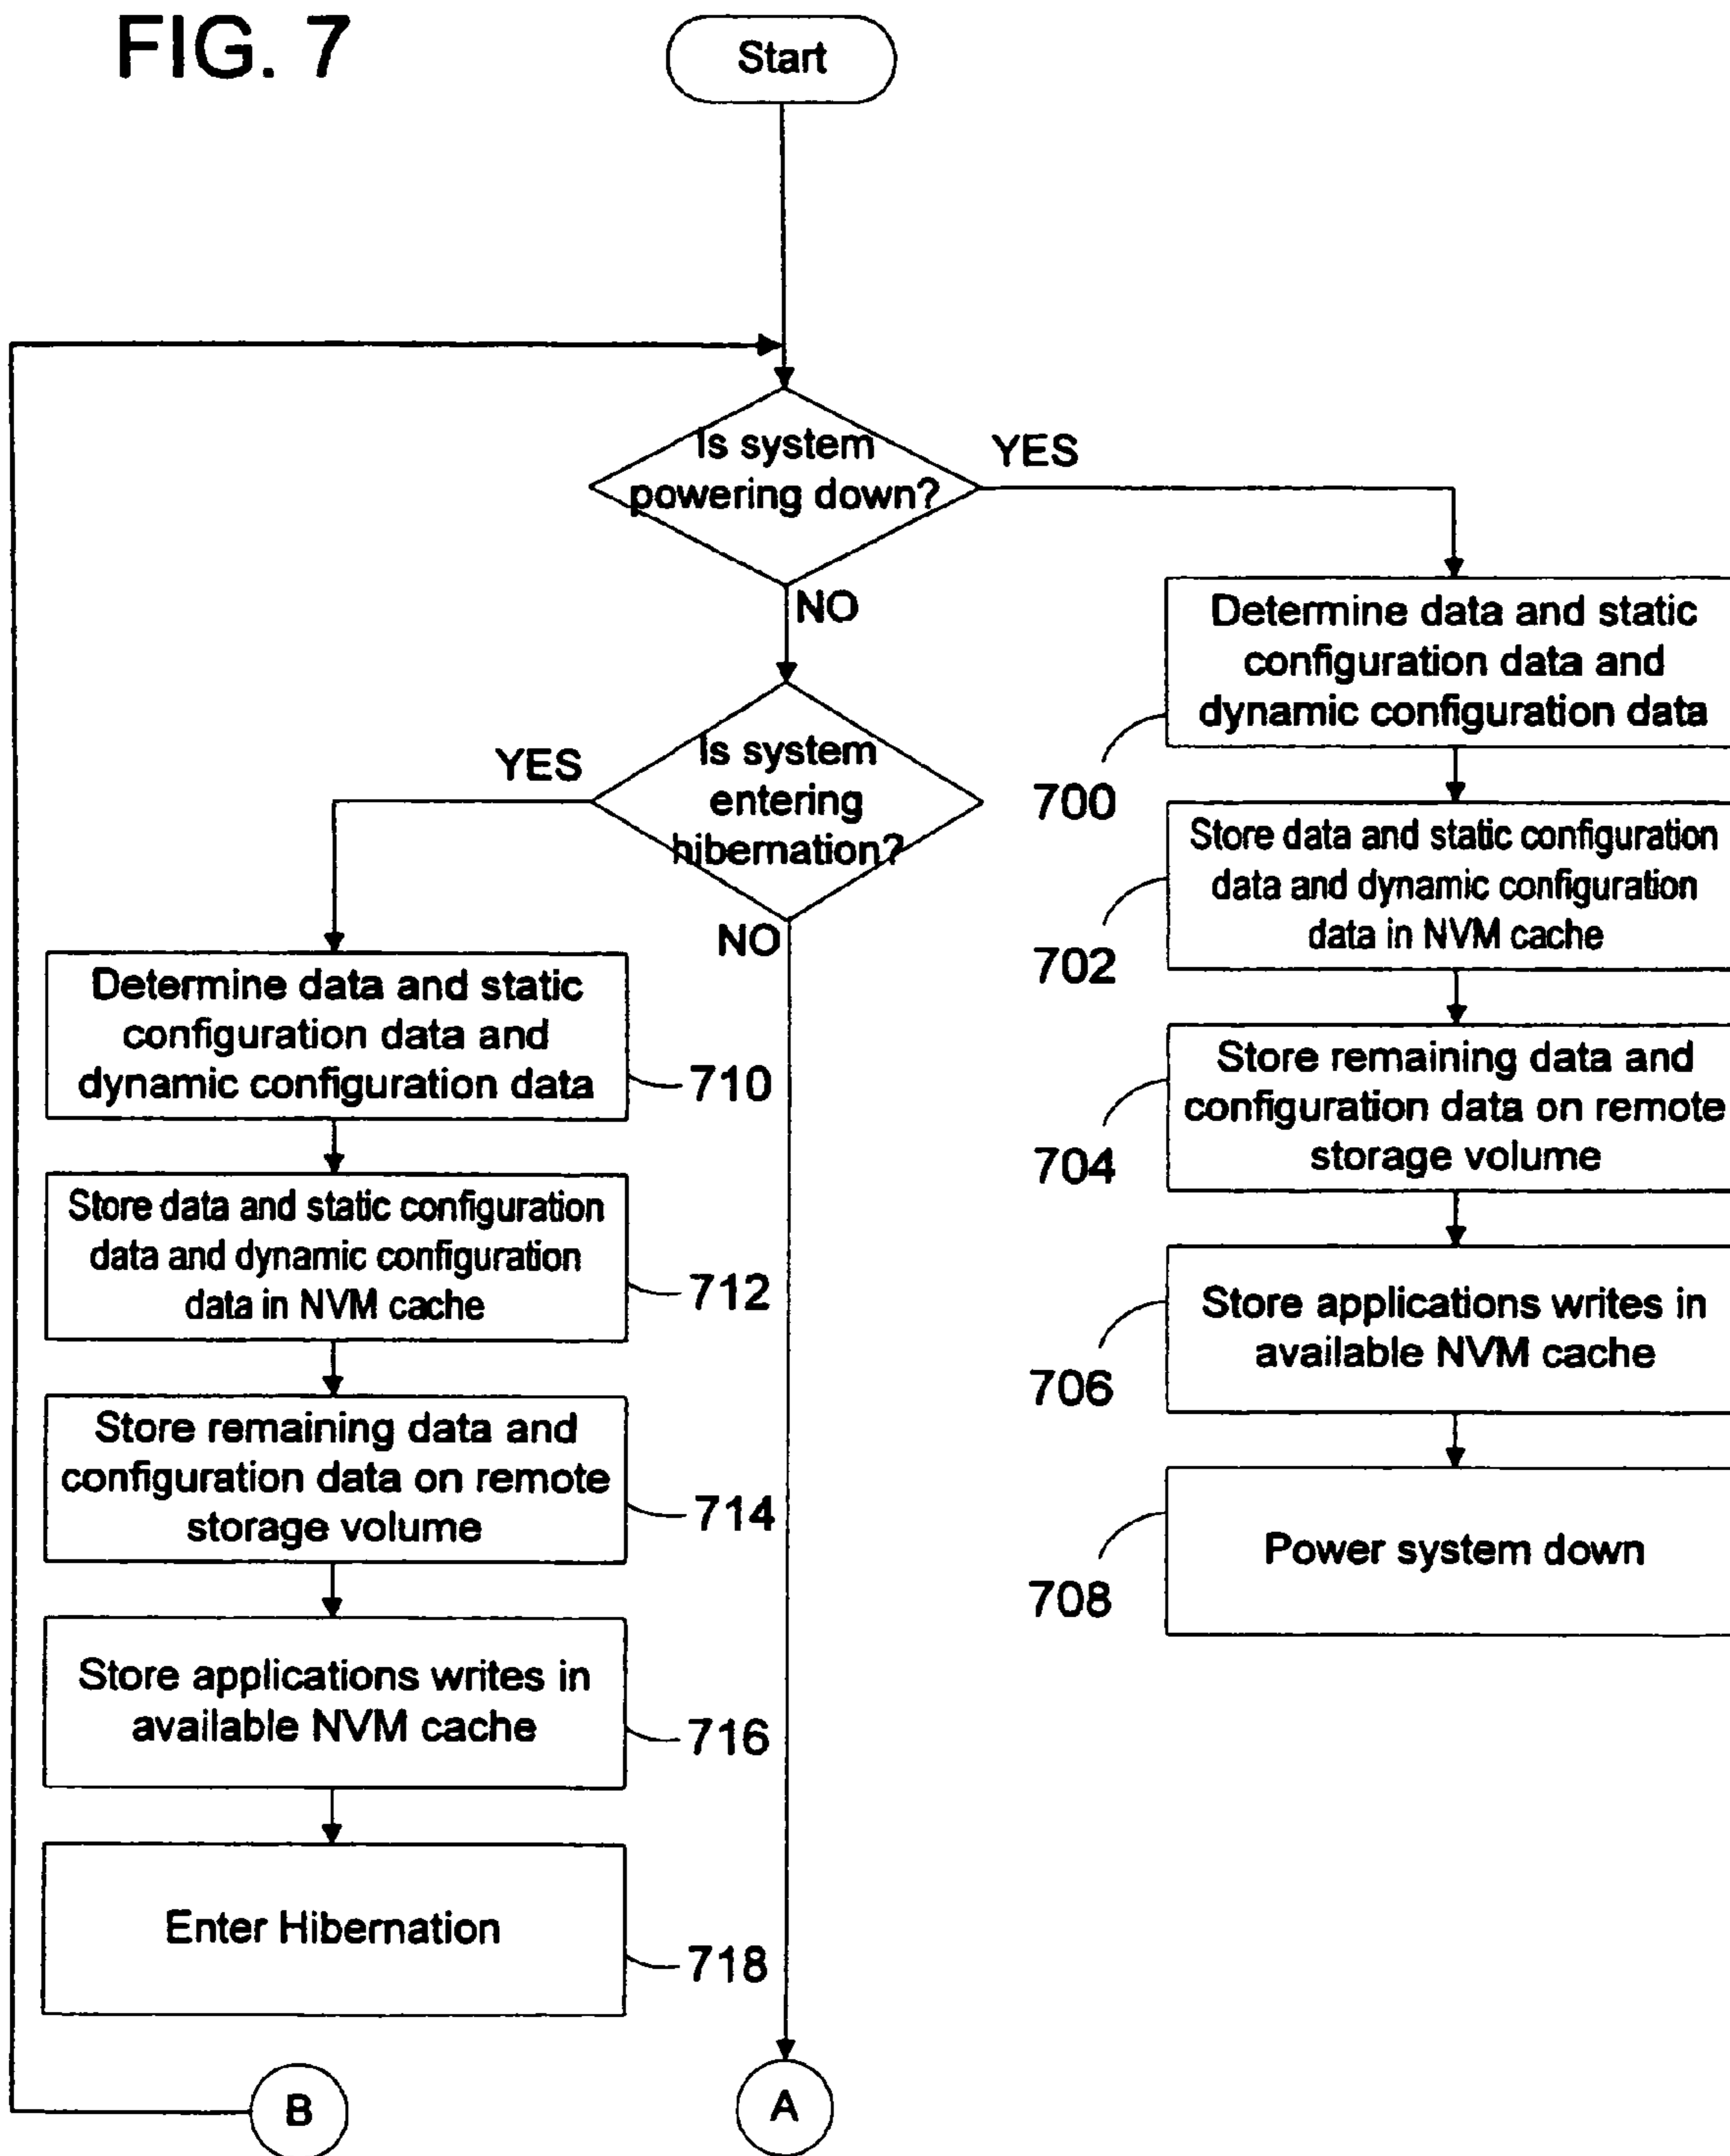 FIG. 7
Start
Is system
powering down?
YES
NO
Is system
entering
hibernation?
YES
NO
Determine data and static
configuration data and
dynamic configuration data
700
Store data and static configuration
data and dynamic configuration
data in NVM cache
702
Store remaining data and
configuration data on remote
storage volume
704
Store applications writes in
available NVM cache
706
Power system down
708
Determine data and static
configuration data and
dynamic configuration data
710
Store data and static configuration
data and dynamic configuration
data in NVM cache
712
Store remaining data and
configuration data on remote
storage volume
714
Store applications writes in
available NVM cache
716
Enter Hibernation
718
B
A